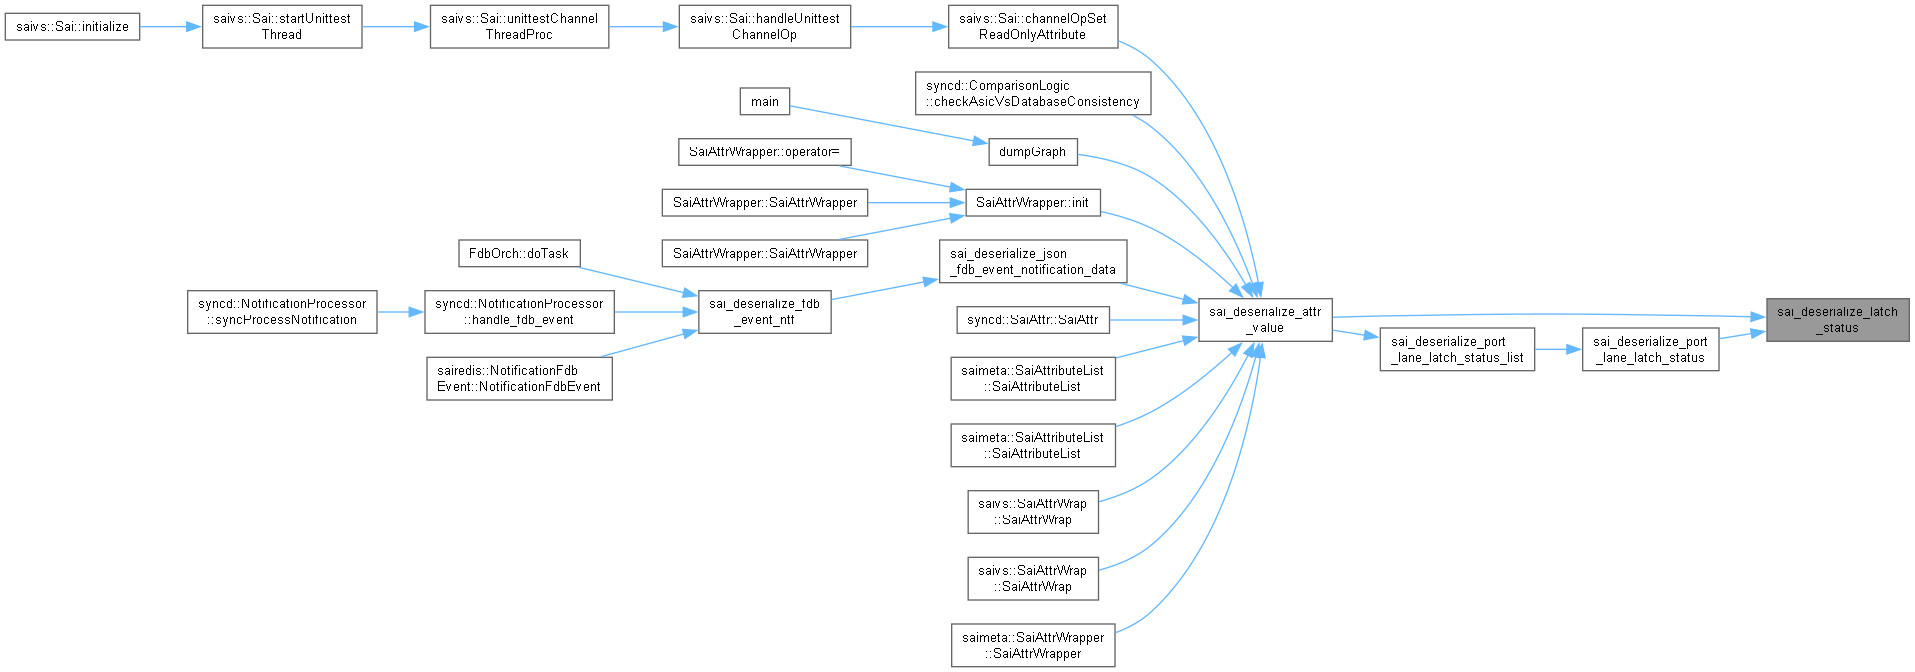 saivs::Sai::initialize
saivs::Sai::startUnittest
Thread
saivs::Sai::unittestChannel
ThreadProc
saivs::Sai::handleUnittest
ChannelOp
saivs::Sai::channelOpSet
ReadOnlyAttribute
syncd::ComparisonLogic
::checkAsicVsDatabaseConsistency
main
dumpGraph
SaiAttrWrapper::operator=
SaiAttrWrapper::SaiAttrWrapper
SaiAttrWrapper::init
SaiAttrWrapper::SaiAttrWrapper
FdbOrch::doTask
sai_deserialize_json
_fdb_event_notification_data
syncd::NotificationProcessor
::syncProcessNotification
syncd::NotificationProcessor
::handle_fdb_event
sai_deserialize_fdb
_event_ntf
sairedis::NotificationFdb
Event::NotificationFdbEvent
syncd::SaiAttr::SaiAttr
sai_deserialize_attr
_value
sai_deserialize_latch
_status
sai_deserialize_port
_lane_latch_status_list
sai_deserialize_port
_lane_latch_status
saimeta::SaiAttributeList
::SaiAttributeList
saimeta::SaiAttributeList
::SaiAttributeList
saivs::SaiAttrWrap
::SaiAttrWrap
saivs::SaiAttrWrap
::SaiAttrWrap
saimeta::SaiAttrWrapper
::SaiAttrWrapper